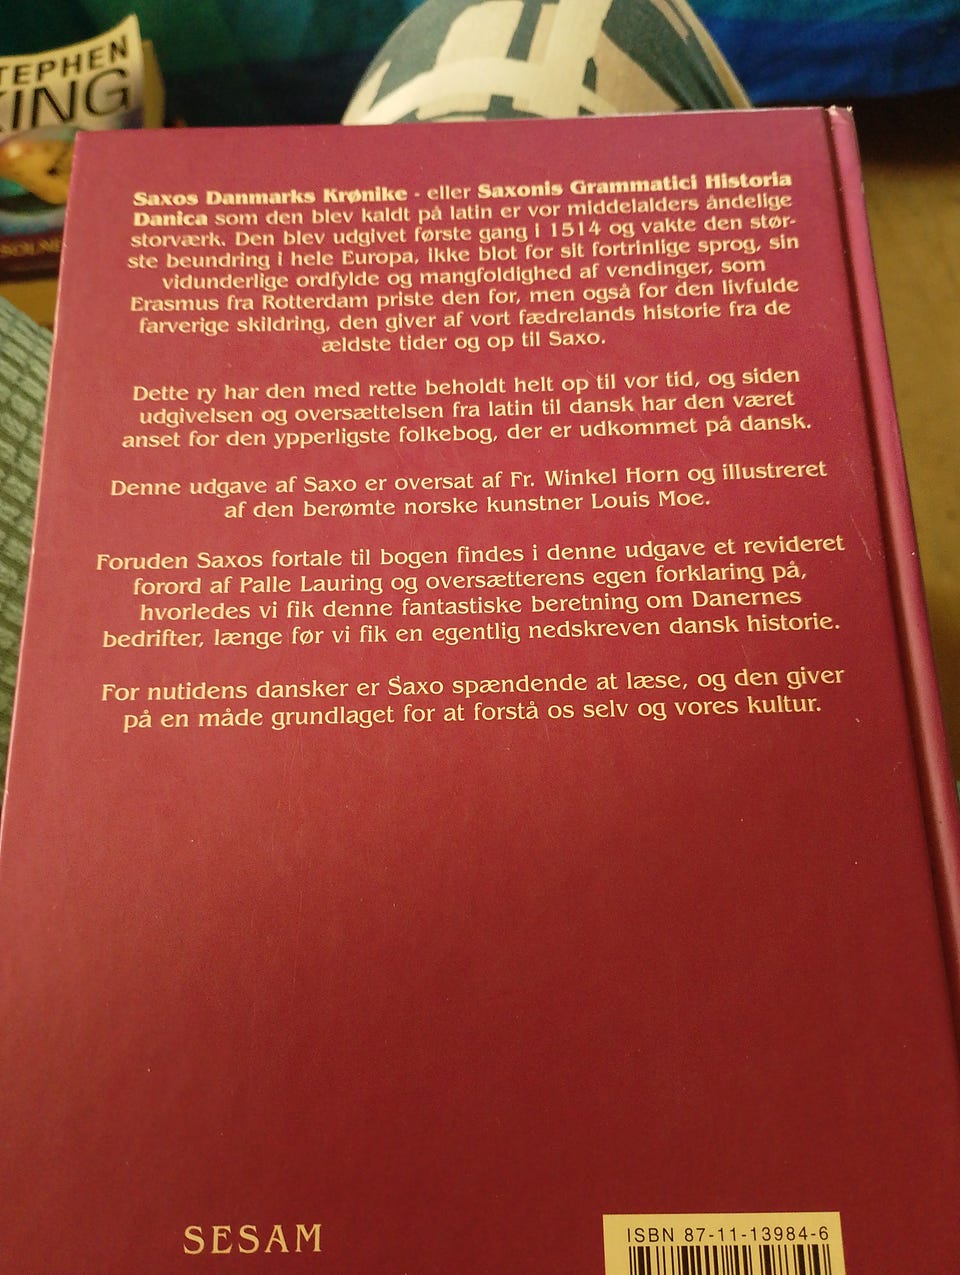 STEPHEN
KING
Saxos Danmarks Krønike - eller Saxonis Grammatici Historia
Danica som den blev kaldt på latin er vor middelalders åndelige
storværk. Den blev udgivet første gang i 1514 og vakte den stør-
ste beundring i hele Europa, ikke blot for sit fortrinlige sprog, sin
vidunderlige ordfylde og mangfoldighed af vendinger, som
Erasmus fra Rotterdam priste den for, men også for den livfulde
farverige skildring, den giver af vort fædrelands historie fra de
ældste tider og op til Saxo.
Dette ry har den med rette beholdt helt op til vor tid, og siden
udgivelsen og oversættelsen fra latin til dansk har den været
anset for den ypperligste folkebog, der er udkommet på dansk.
Denne udgave af Saxo er oversat af Fr. Winkel Horn og illustreret
af den berømte norske kunstner Louis Moe.
Foruden Saxos fortale til bogen findes i denne udgave et revideret
forord af Palle Lauring og oversætterens egen forklaring på,
hvorledes vi fik denne fantastiske beretning om Danernes
bedrifter, længe før vi fik en egentlig nedskreven dansk historie.
For nutidens dansker er Saxo spændende at læse, og den giver
på en måde grundlaget for at forstå os selv og vores kultur.
SESAM
ISBN 87-11-13984-6